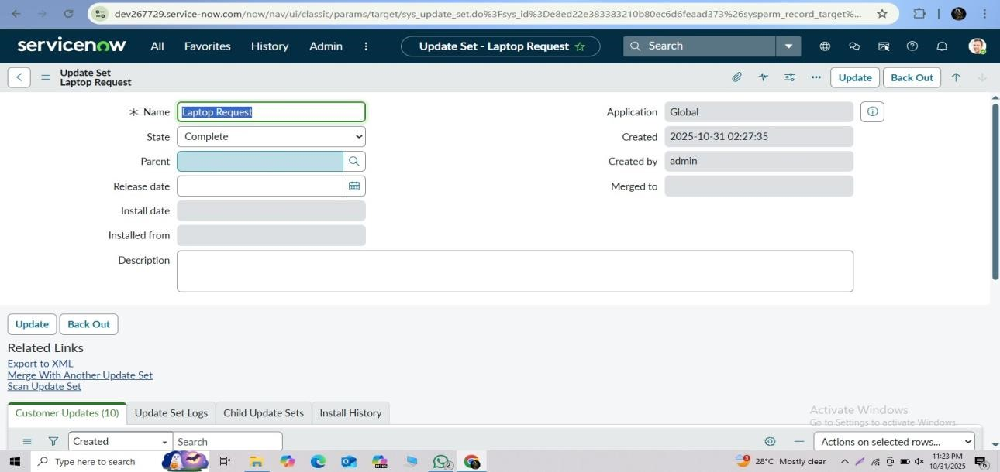 dev267729.service-now.com/now/nav/ui/classic/params/target/sys_update_set.do%3Fsys_id%3De8ed22e383383210b80ec6d6feaad373%26sysparm_record_target%...
servicenow All Favorites History Admin Update Set - Laptop Request Search
Update Set
Laptop Request
Update Back Out
Name Laptop Request
Application Global
State Complete
Created 2025-10-31 02:27:35
Parent
Created by admin
Release date
Merged to
Install date
Installed from
Description
Update Back Out
Related Links
Export to XML
Merge With Another Update Set
Scan Update Set
Customer Updates (10) Update Set Logs Child Update Sets Install History
Activate Windows
Go to Settings to activate Windows.
Created Search Actions on selected rows...
Type here to search 2 28°C Mostly clear 11:23 PM
10/31/2025 6